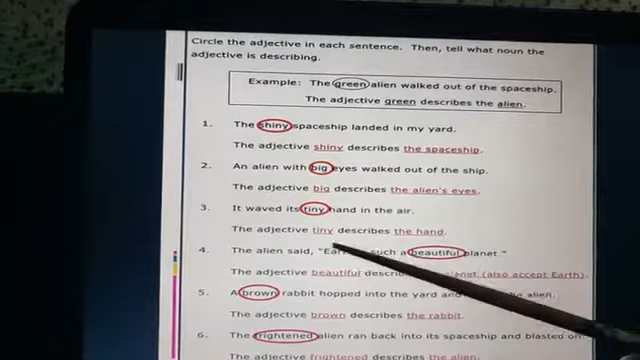 Circle the adjective in each sentence. Then, tell what noun the
adjective is describing.
Example: The green alien walked out of the spaceship.
The adjective green describes the alien.
1. The shiny spaceship landed in my yard.
The adjective shiny describes the spaceship.
2. An alien with big eyes walked out of the ship.
The adjective big describes the alien's eyes.
3. It waved its tiny hand in the air.
The adjective tiny describes the hand.
4. The alien said, "Ear such a beautiful planet."
The adjective beautiful (also accept Earth).
5. A brown rabbit hopped into the yard and alien.
The adjective brown describes the rabbit.
6. The frightened alien ran back into its spaceship and blasted
The adjective frightened describes the alien.